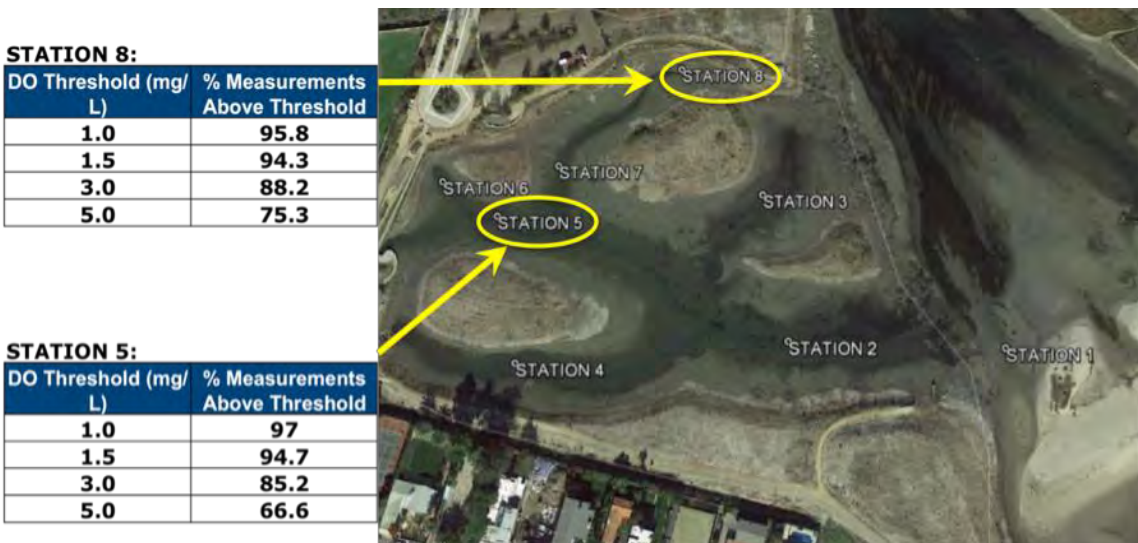 STATION 8:
DO Threshold (mg/ % Measurements
L) Above Threshold
1.0 95.8
1.5 94.3
3.0 88.2
5.0 75.3
STATION 5:
DO Threshold (mg/ % Measurements
L) Above Threshold
1.0 97
1.5 94.7
3.0 85.2
5.0 66.6
STATION 8
STATION 7
STATION 6
STATION 3
STATION 5
STATION 2
STATION 1
STATION 4